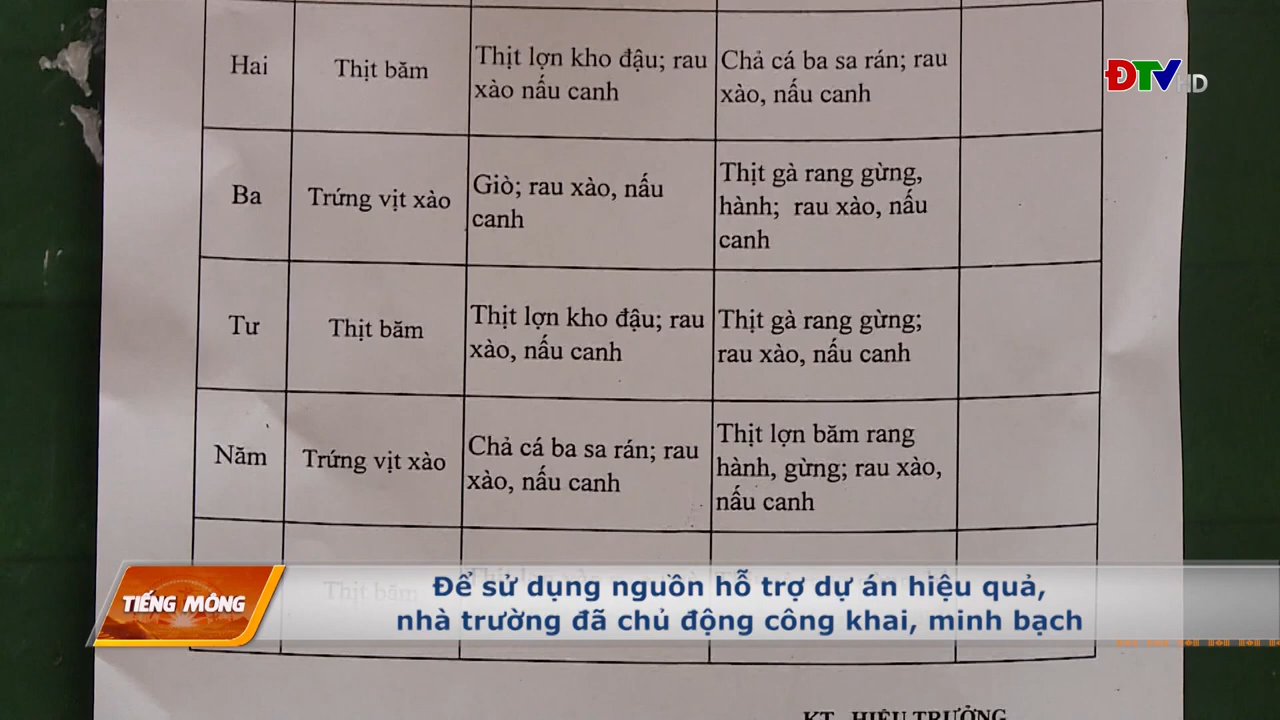 ĐTV HD
Hai
Thịt băm
Thịt lợn kho đậu; rau
xào nấu canh
Chả cá ba sa rán; rau
xào, nấu canh
Ba
Trứng vịt xào
Giò; rau xào, nấu
canh
Thịt gà rang gừng,
hành; rau xào, nấu
canh
Tư
Thịt băm
Thịt lợn kho đậu; rau
xào, nấu canh
Thịt gà rang gừng;
rau xào, nấu canh
Năm
Trứng vịt xào
Chả cá ba sa rán; rau
xào, nấu canh
Thịt lợn băm rang
hành, gừng; rau xào,
nấu canh
Thịt băm
TIẾNG MÔNG
Để sử dụng nguồn hỗ trợ dự án hiệu quả,
nhà trường đã chủ động công khai, minh bạch
KT. HIỆU TRƯỞNG